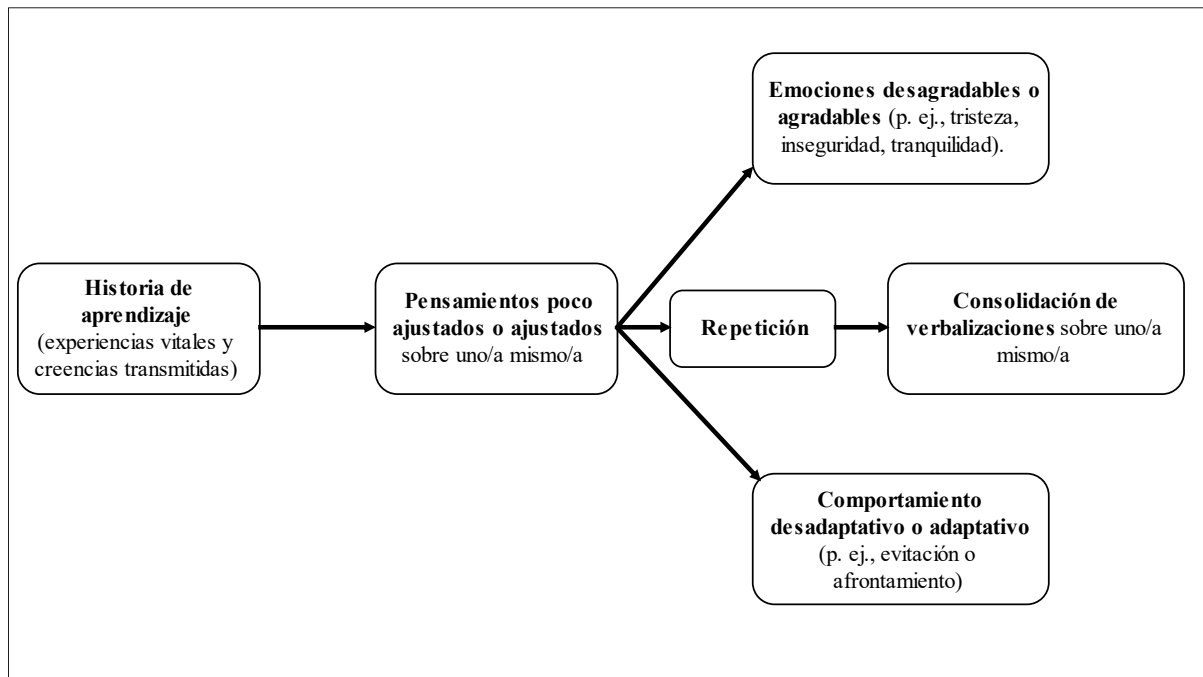 Historia de
aprendizaje
(experiencias vitales y
creencias transmitidas)
Pensamientos poco
ajustados o ajustados
sobre uno/a mismo/a
Emociones desagradables o
agradables (p. ej., tristeza,
inseguridad, tranquilidad).
Repetición
Consolidación de
verbalizaciones sobre uno/a
mismo/a
Comportamiento
desadaptativo o adaptativo
(p. ej., evitación o
afrontamiento)